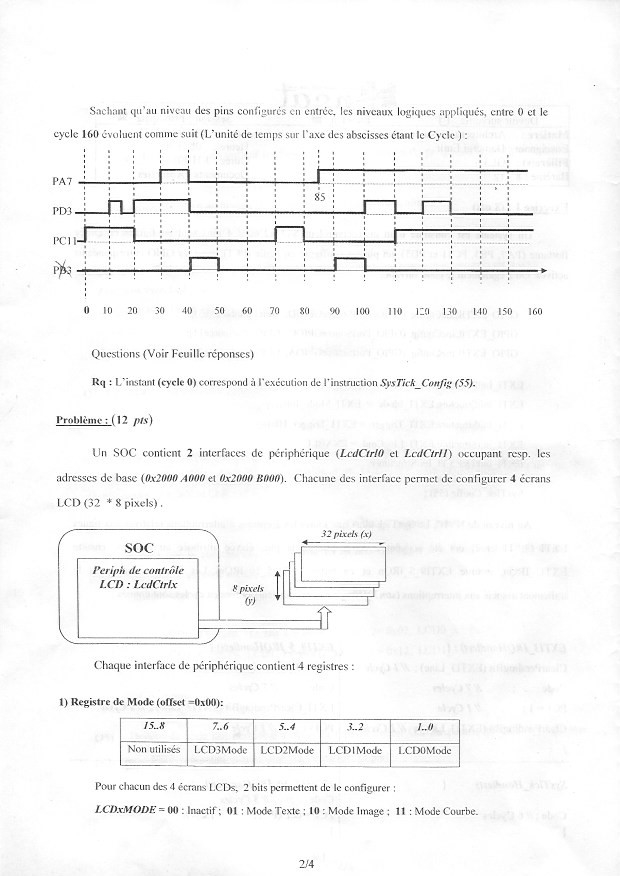 Sachant qu'au niveau des pins configurés en entrée, les niveaux logiques appliqués, entre 0 et le
cycle 160 évoluent comme suit (L'unité de temps sur l'axe des abscisses étant le Cycle ) :
PA7
85
PD3
PC11
PB3
0 10 20 30 40 50 60 70 80 90 100 110 120 130 140 150 160
Questions (Voir Feuille réponses)
Rq : L'instant (cycle 0) correspond à l'exécution de l'instruction SysTick_Config (55).
Problème : (12 pts)
Un SOC contient 2 interfaces de périphérique (LcdCtrl0 et LcdCtrl1) occupant resp. les
adresses de base (0x2000 A000 et 0x2000 B000). Chacune des interface permet de configurer 4 écrans
LCD (32 * 8 pixels) .
SOC
Periph de contrôle
LCD : LcdCtrlx
32 pixels (x)
8 pixels
(y)
Chaque interface de périphérique contient 4 registres :
1) Registre de Mode (offset =0x00):
15..8 7..6 5..4 3..2 1..0
Non utilisés LCD3Mode LCD2Mode LCD1Mode LCD0Mode
Pour chacun des 4 écrans LCDs, 2 bits permettent de le configurer :
LCDxMODE = 00 : Inactif ; 01 : Mode Texte ; 10 : Mode Image ; 11 : Mode Courbe.
2/4